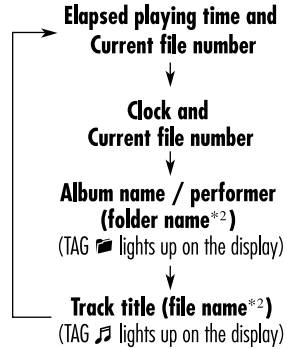 Elapsed playing time and
Current file number
Clock and
Current file number
Album name / performer
(folder name*2)
(TAG lights up on the display)
Track title (file name*2)
(TAG lights up on the display)